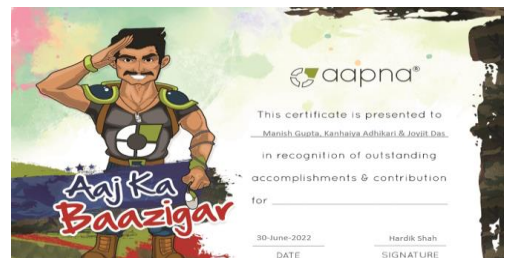 aapna®
This certificate is presented to
Manish Gupta, Kanhaiya Adhikari & Jovjit Das
in recognition of outstanding
accomplishments & contribution
for
Aaj Ka
Baazigar
30-June-2022
Hardik Shah
DATE
SIGNATURE